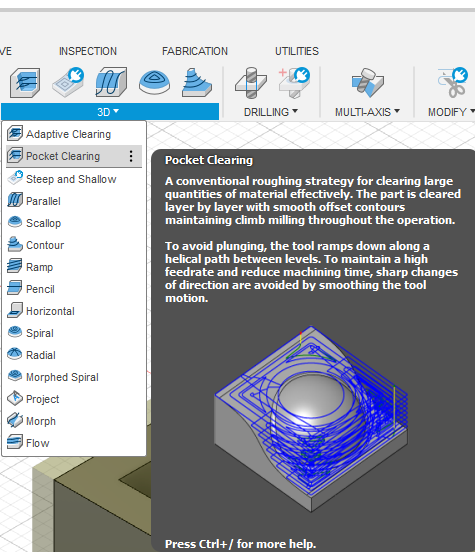 VE INSPECTION FABRICATION UTILITIES
3D DRILLING MULTI-AXIS MODIFY
Adaptive Clearing
Pocket Clearing
Steep and Shallow
Parallel
Scallop
Contour
Ramp
Pencil
Horizontal
Spiral
Radial
Morphed Spiral
Project
Morph
Flow
Pocket Clearing
A conventional roughing strategy for clearing large
quantities of material effectively. The part is cleared
layer by layer with smooth offset contours
maintaining climb milling throughout the operation.
To avoid plunging, the tool ramps down along a
helical path between levels. To maintain a high
feedrate and reduce machining time, sharp changes
of direction are avoided by smoothing the tool
motion.
Press Ctrl+/ for more help.